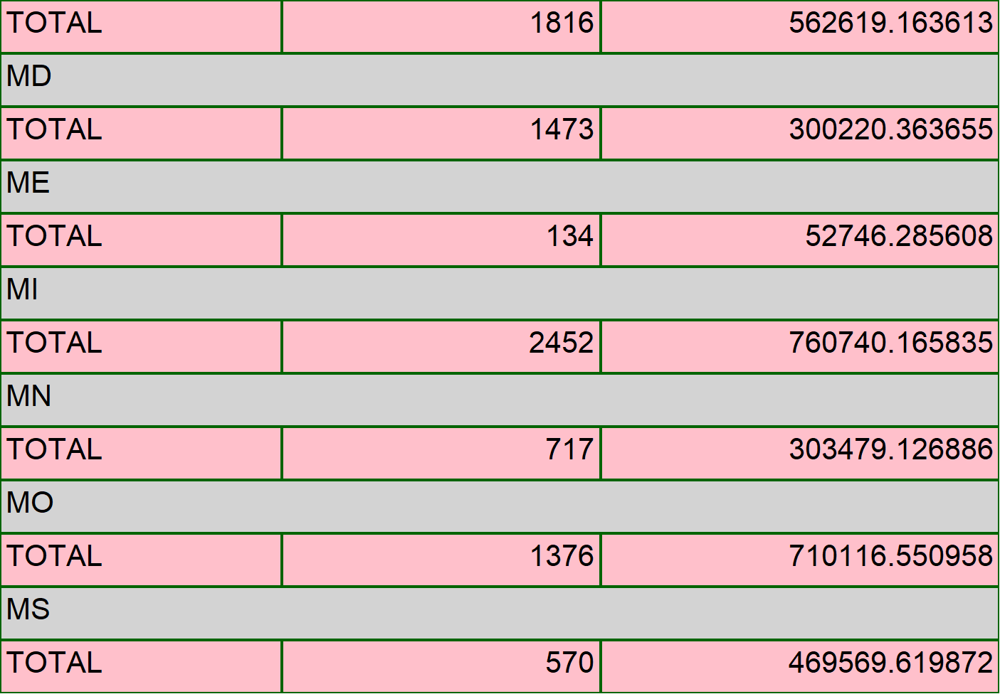 TOTAL 1816 562619.163613
MD
TOTAL 1473 300220.363655
ME
TOTAL 134 52746.285608
MI
TOTAL 2452 760740.165835
MN
TOTAL 717 303479.126886
MO
TOTAL 1376 710116.550958
MS
TOTAL 570 469569.619872